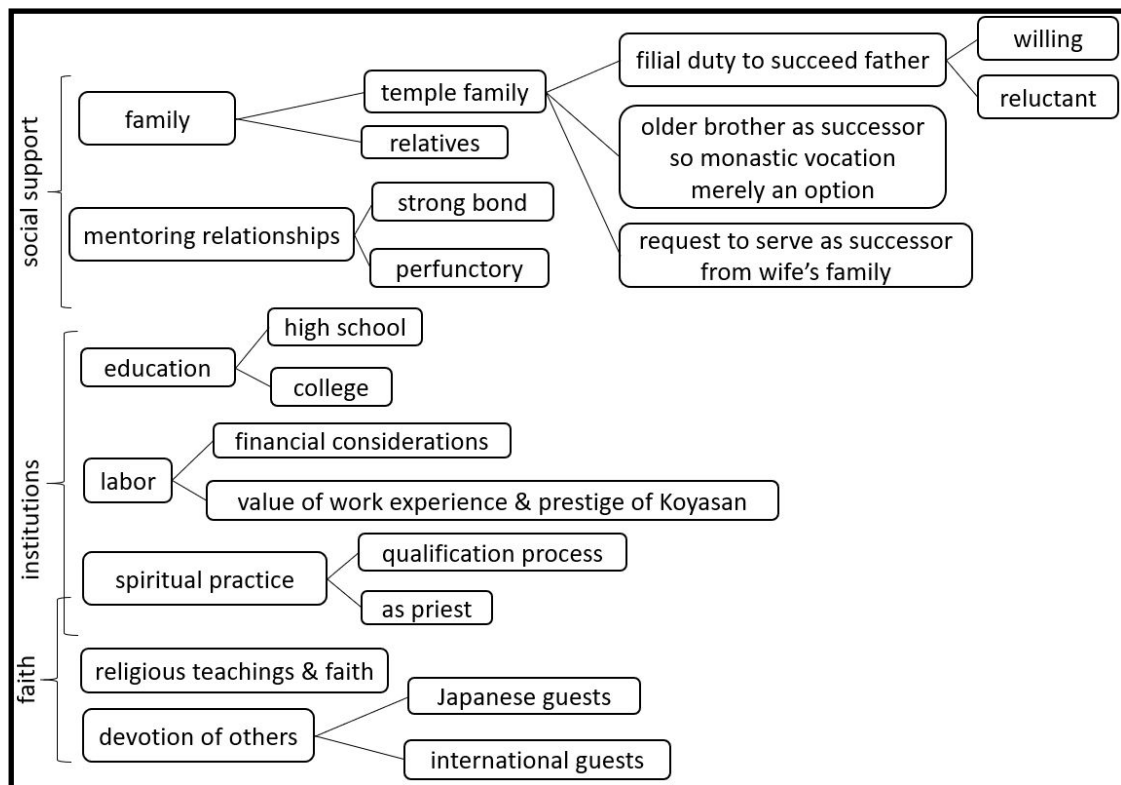 social support
family
temple family
filial duty to succeed father
willing
reluctant
older brother as successor
so monastic vocation
merely an option
request to serve as successor
from wife’s family
relatives
mentoring relationships
strong bond
perfunctory
institutions
education
high school
college
labor
financial considerations
value of work experience & prestige of Koyasan
spiritual practice
qualification process
as priest
faith
religious teachings & faith
devotion of others
Japanese guests
international guests